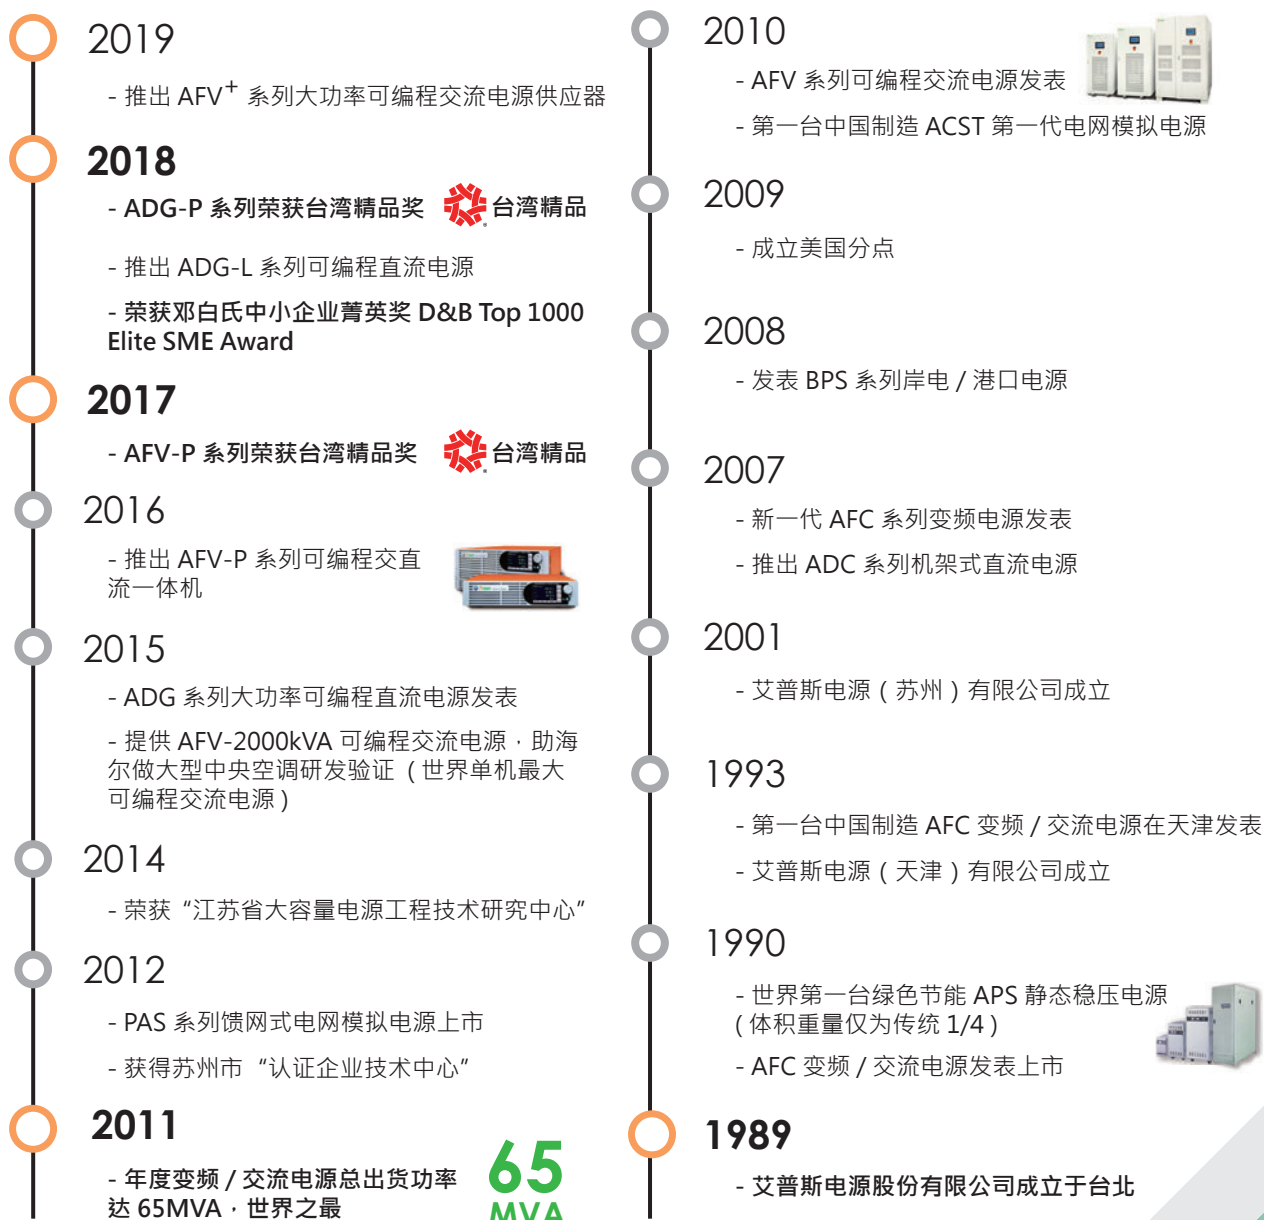 2019
- 推出 AFV+ 系列大功率可编程交流电源供应器
2018
- ADG-P 系列荣获台湾精品奖 台湾精品
- 推出 ADG-L 系列可编程直流电源
- 荣获邓白氏中小企业菁英奖 D&B Top 1000
Elite SME Award
2017
- AFV-P 系列荣获台湾精品奖 台湾精品
2016
- 推出 AFV-P 系列可编程交直
流一体机
2015
- ADG 系列大功率可编程直流电源发表
- 提供 AFV-2000kVA 可编程交流电源，助海
尔做大型中央空调研发验证 ( 世界单机最大
可编程交流电源 )
2014
- 荣获“江苏省大容量电源工程技术研究中心”
2012
- PAS 系列馈网式电网模拟电源上市
- 获得苏州市“认证企业技术中心”
2011
- 年度变频 / 交流电源总出货功率
达 65MVA，世界之最
65
MVA
2010
- AFV 系列可编程交流电源发表
- 第一台中国制造 ACST 第一代电网模拟电源
2009
- 成立美国分点
2008
- 发表 BPS 系列岸电 / 港口电源
2007
- 新一代 AFC 系列变频电源发表
- 推出 ADC 系列机架式直流电源
2001
- 艾普斯电源 ( 苏州 ) 有限公司成立
1993
- 第一台中国制造 AFC 变频 / 交流电源在天津发表
- 艾普斯电源 ( 天津 ) 有限公司成立
1990
- 世界第一台绿色节能 APS 静态稳压电源
( 体积重量仅为传统 1/4 )
- AFC 变频 / 交流电源发表上市
1989
- 艾普斯电源股份有限公司成立于台北